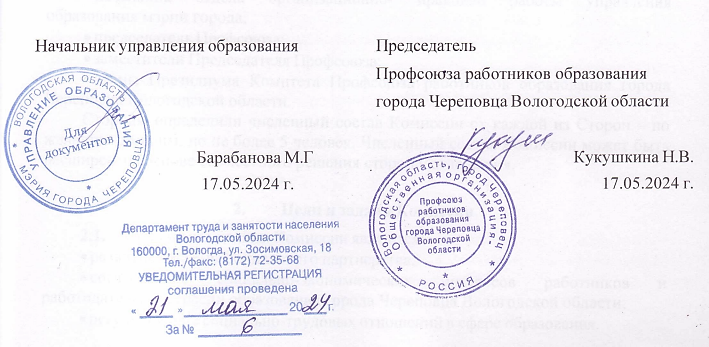 Начальник управления образования
Председатель
Профсоюза работников образования
города Череповца Вологодской области
ВОЛОГОДСКАЯ ОБЛАСТЬ
УПРАВЛЕНИЕ ОБРАЗОВАНИЯ
МЭРИЯ ГОРОДА ЧЕРЕПОВЦА
Для
документов
Барабанова М.Г
17.05.2024 г.
Кукушкина Н.В.
17.05.2024 г.
Вологодская область, город Череповец
Общественная организация
Профсоюз
работников
образования
города Череповца
Вологодской
области
РОССИЯ
Департамент труда и занятости населения
Вологодской области
160000, г. Вологда, ул. Зосимовская, 18
Тел./факс: (8172) 72-35-68
УВЕДОМИТЕЛЬНАЯ РЕГИСТРАЦИЯ
соглашения проведена
« 21 » мая 2024г.
За № 6